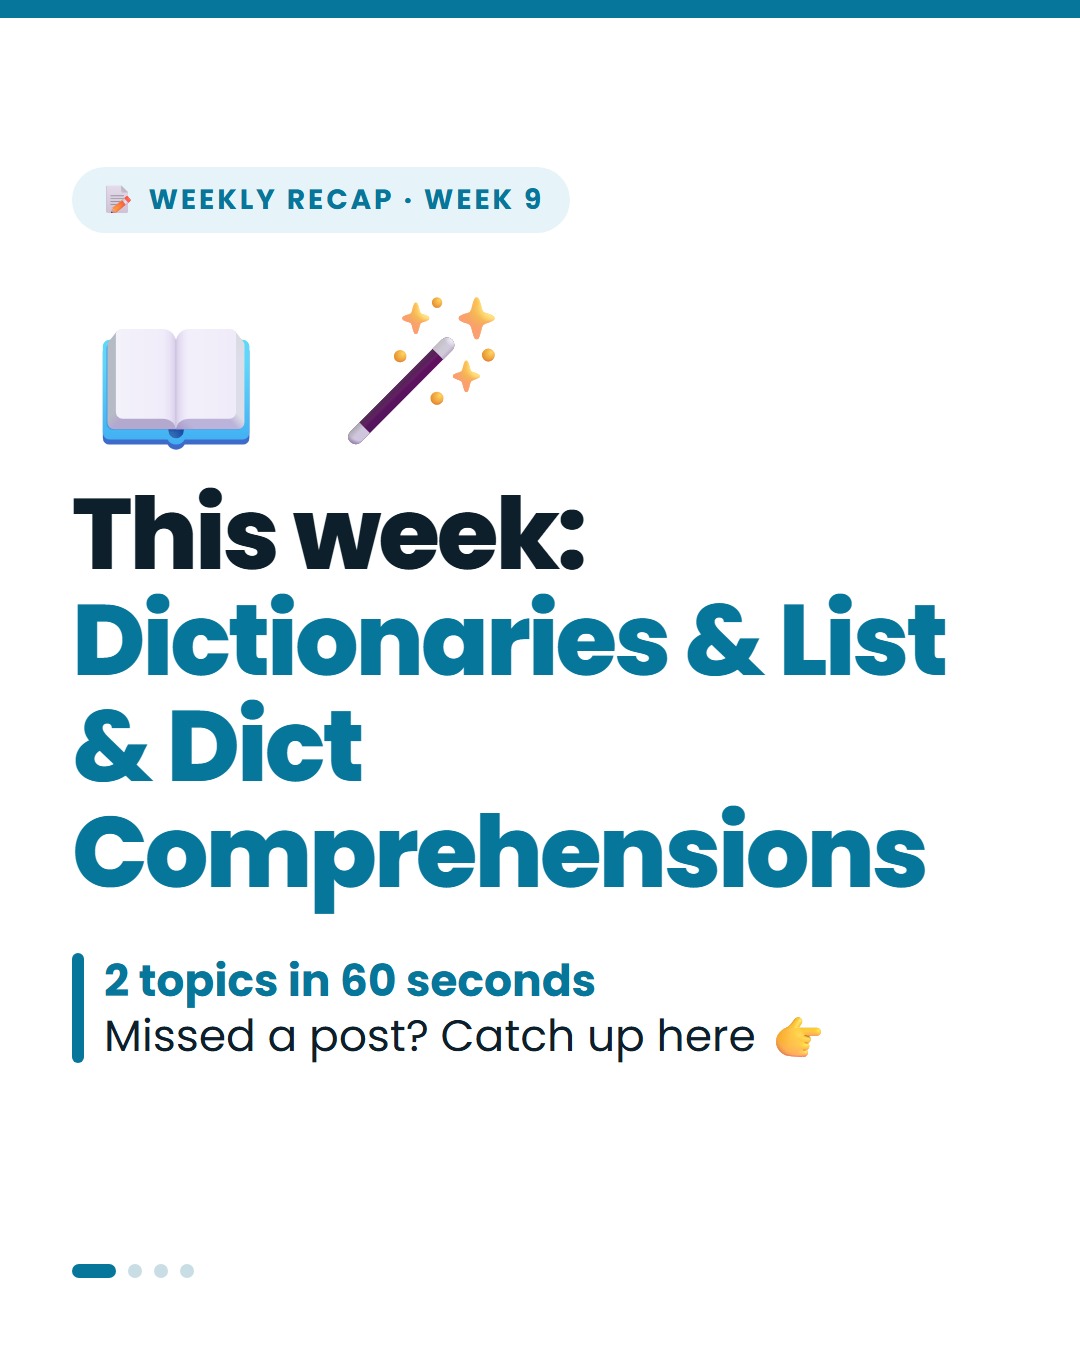 WEEKLY RECAP · WEEK 9
This week:
Dictionaries & List
& Dict
Comprehensions
2 topics in 60 seconds
Missed a post? Catch up here 👉